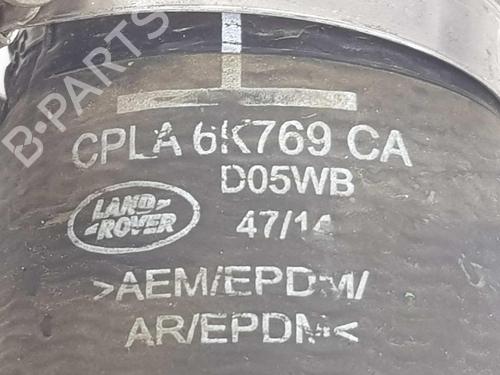 B-PARTS
CPLA 6K769 CA
D05WB
LAND-
-ROVER
47/14
>AEM/EPDM/
AR/EPDM<